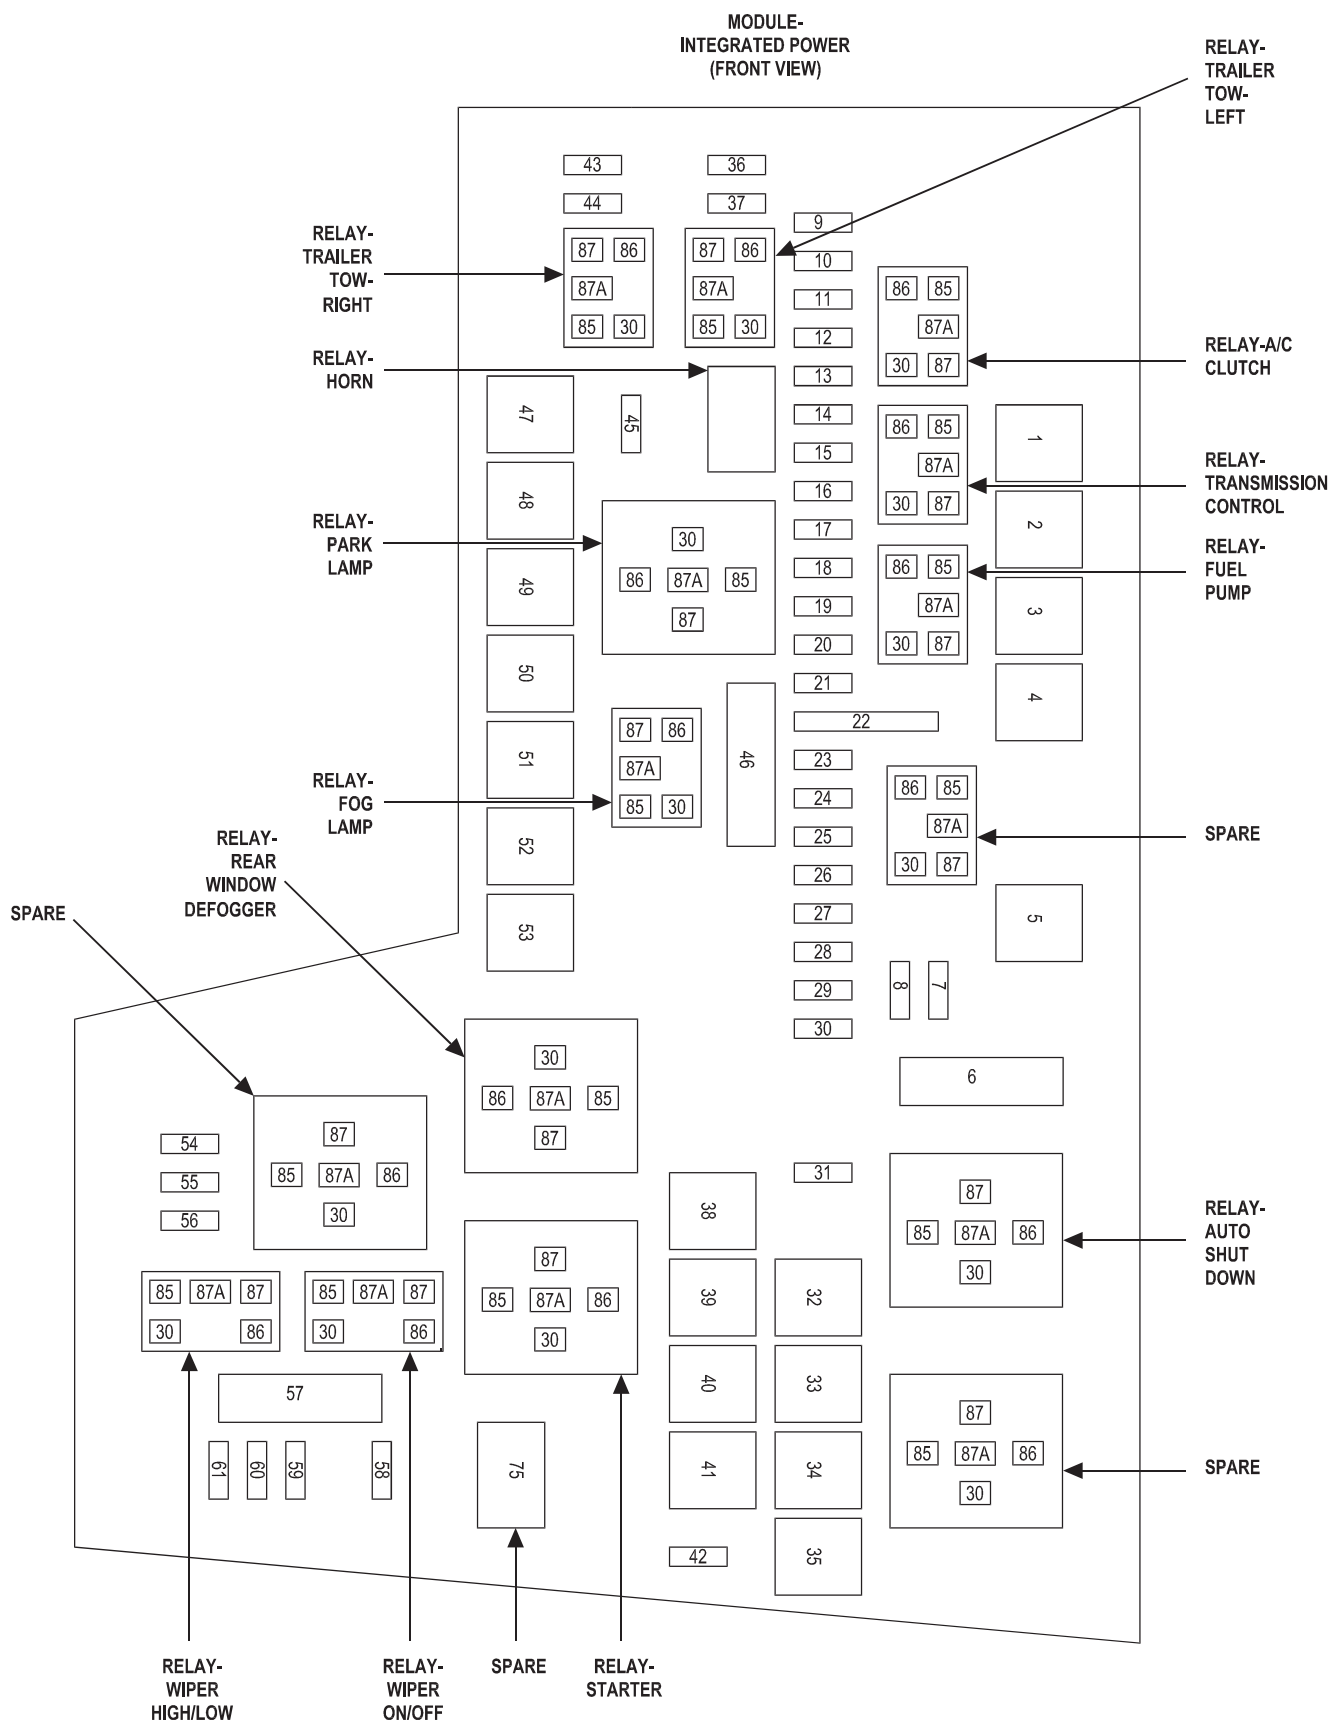 MODULE-
INTEGRATED POWER
(FRONT VIEW)
RELAY-
TRAILER
TOW-
LEFT
43
36
44
37
9
RELAY-
TRAILER
TOW-
RIGHT
87 86
87A
85 30
87 86
87A
85 30
10
11
12
13
14
15
16
17
18
19
20
21
22
23
24
25
26
27
28
29
30
86 85
87A
30 87
RELAY-A/C
CLUTCH
RELAY-
HORN
47
48
49
50
51
52
53
45
86 85
87A
30 87
RELAY-
TRANSMISSION
CONTROL
1
2
3
4
RELAY-
PARK
LAMP
30
86 87A 85
87
86 85
87A
30 87
RELAY-
FUEL
PUMP
46
RELAY-
FOG
LAMP
87 86
87A
85 30
86 85
87A
30 87
SPARE
5
8
7
6
RELAY-
REAR
WINDOW
DEFOGGER
SPARE
30
86 87A 85
87
87
85 87A 86
30
54
55
56
31
38
39
40
41
32
33
34
35
42
87
85 87A 86
30
RELAY-
AUTO
SHUT
DOWN
87
85 87A 86
30
85 87A 87
30 86
85 87A 87
30 86
57
61
60
59
58
75
87
85 87A 86
30
SPARE
RELAY-
WIPER
HIGH/LOW
RELAY-
WIPER
ON/OFF
SPARE
RELAY-
STARTER